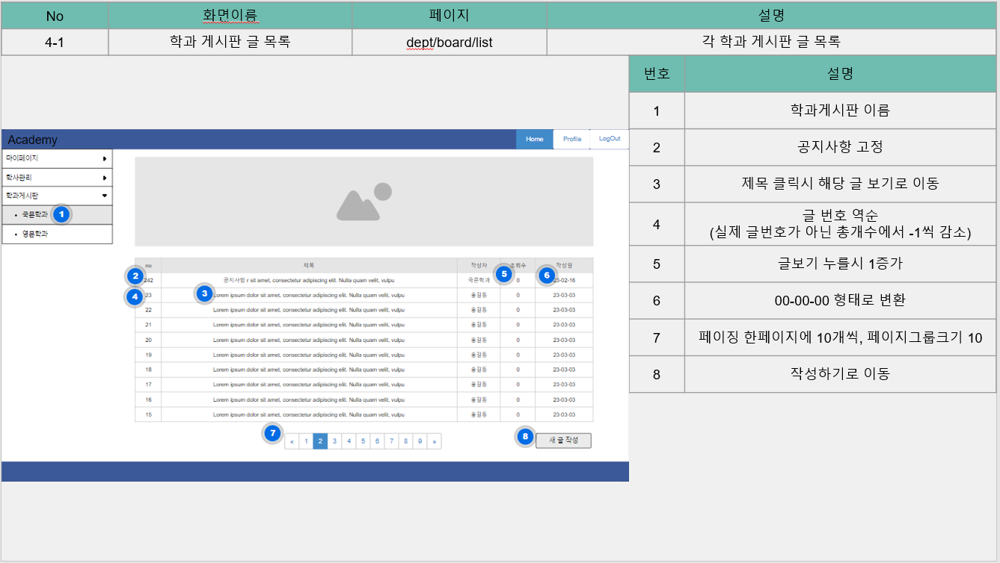 No 화면이름 페이지 설명
4-1 학과 게시판 글 목록 dept/board/list 각 학과 게시판 글 목록
번호 설명
1 학과게시판 이름
2 공지사항 고정
3 제목 클릭시 해당 글 보기로 이동
4 글 번호 역순
(실제 글번호가 아닌 총개수에서 -1씩 감소)
5 글보기 누를시 1증가
6 00-00-00 형태로 변환
7 페이징 한페이지에 10개씩, 페이지그룹크기 10
8 작성하기로 이동
Academy Home Profile LogOut
마이페이지
학사관리
학과게시판
• 국문학과 1
• 영문학과
no 제목 작성자 조회수 작성일
2 242 공지사항 r sit amet, consectetur adipiscing elit. Nulla quam velit, vulpu 국문학과 5 0 6 23-02-16
4 23 3 Lorem ipsum dolor sit amet, consectetur adipiscing elit. Nulla quam velit, vulpu 홍길동 0 23-03-03
22 Lorem ipsum dolor sit amet, consectetur adipiscing elit. Nulla quam velit, vulpu 홍길동 0 23-03-03
21 Lorem ipsum dolor sit amet, consectetur adipiscing elit. Nulla quam velit, vulpu 홍길동 0 23-03-03
20 Lorem ipsum dolor sit amet, consectetur adipiscing elit. Nulla quam velit, vulpu 홍길동 0 23-03-03
19 Lorem ipsum dolor sit amet, consectetur adipiscing elit. Nulla quam velit, vulpu 홍길동 0 23-03-03
18 Lorem ipsum dolor sit amet, consectetur adipiscing elit. Nulla quam velit, vulpu 홍길동 0 23-03-03
17 Lorem ipsum dolor sit amet, consectetur adipiscing elit. Nulla quam velit, vulpu 홍길동 0 23-03-03
16 Lorem ipsum dolor sit amet, consectetur adipiscing elit. Nulla quam velit, vulpu 홍길동 0 23-03-03
15 Lorem ipsum dolor sit amet, consectetur adipiscing elit. Nulla quam velit, vulpu 홍길동 0 23-03-03
7 « 1 2 3 4 5 6 7 8 9 » 8 새 글 작성